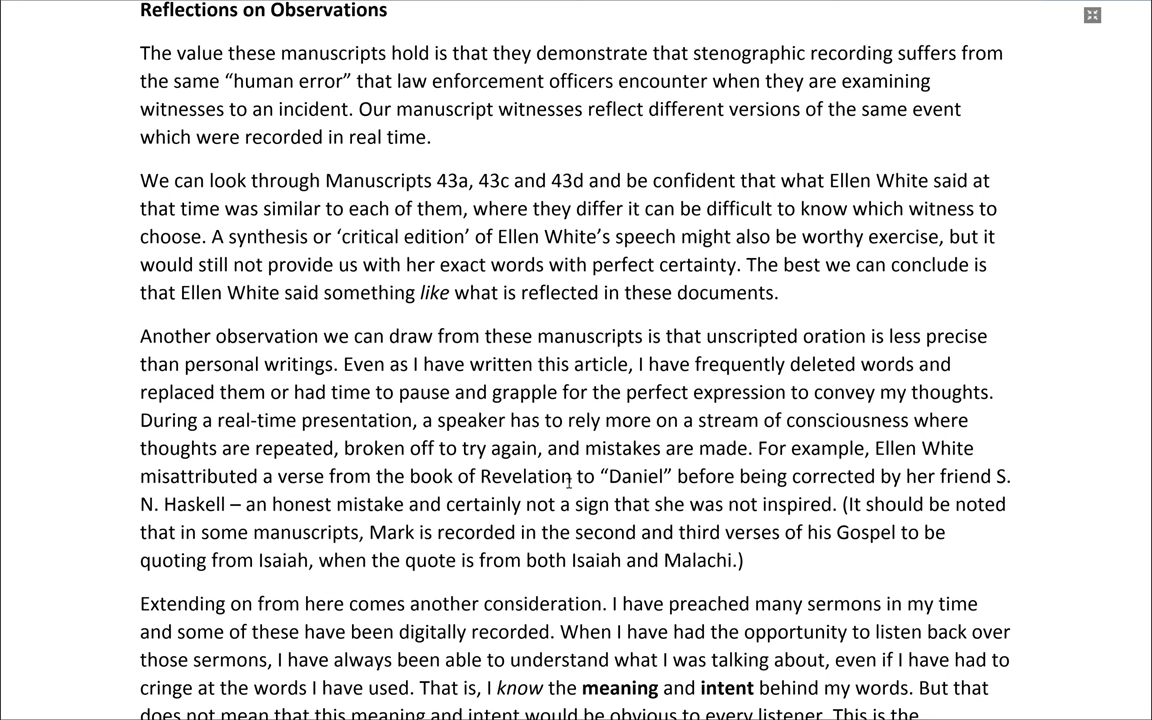 Reflections on Observations
The value these manuscripts hold is that they demonstrate that stenographic recording suffers from
the same “human error” that law enforcement officers encounter when they are examining
witnesses to an incident. Our manuscript witnesses reflect different versions of the same event
which were recorded in real time.
We can look through Manuscripts 43a, 43c and 43d and be confident that what Ellen White said at
that time was similar to each of them, where they differ it can be difficult to know which witness to
choose. A synthesis or ‘critical edition’ of Ellen White’s speech might also be worthy exercise, but it
would still not provide us with her exact words with perfect certainty. The best we can conclude is
that Ellen White said something like what is reflected in these documents.
Another observation we can draw from these manuscripts is that unscripted oration is less precise
than personal writings. Even as I have written this article, I have frequently deleted words and
replaced them or had time to pause and grapple for the perfect expression to convey my thoughts.
During a real-time presentation, a speaker has to rely more on a stream of consciousness where
thoughts are repeated, broken off to try again, and mistakes are made. For example, Ellen White
misattributed a verse from the book of Revelation to “Daniel” before being corrected by her friend S.
N. Haskell – an honest mistake and certainly not a sign that she was not inspired. (It should be noted
that in some manuscripts, Mark is recorded in the second and third verses of his Gospel to be
quoting from Isaiah, when the quote is from both Isaiah and Malachi.)
Extending on from here comes another consideration. I have preached many sermons in my time
and some of these have been digitally recorded. When I have had the opportunity to listen back over
those sermons, I have always been able to understand what I was talking about, even if I have had to
cringe at the words I have used. That is, I know the meaning and intent behind my words. But that
does not mean that this meaning and intent would be obvious to every listener. This is the